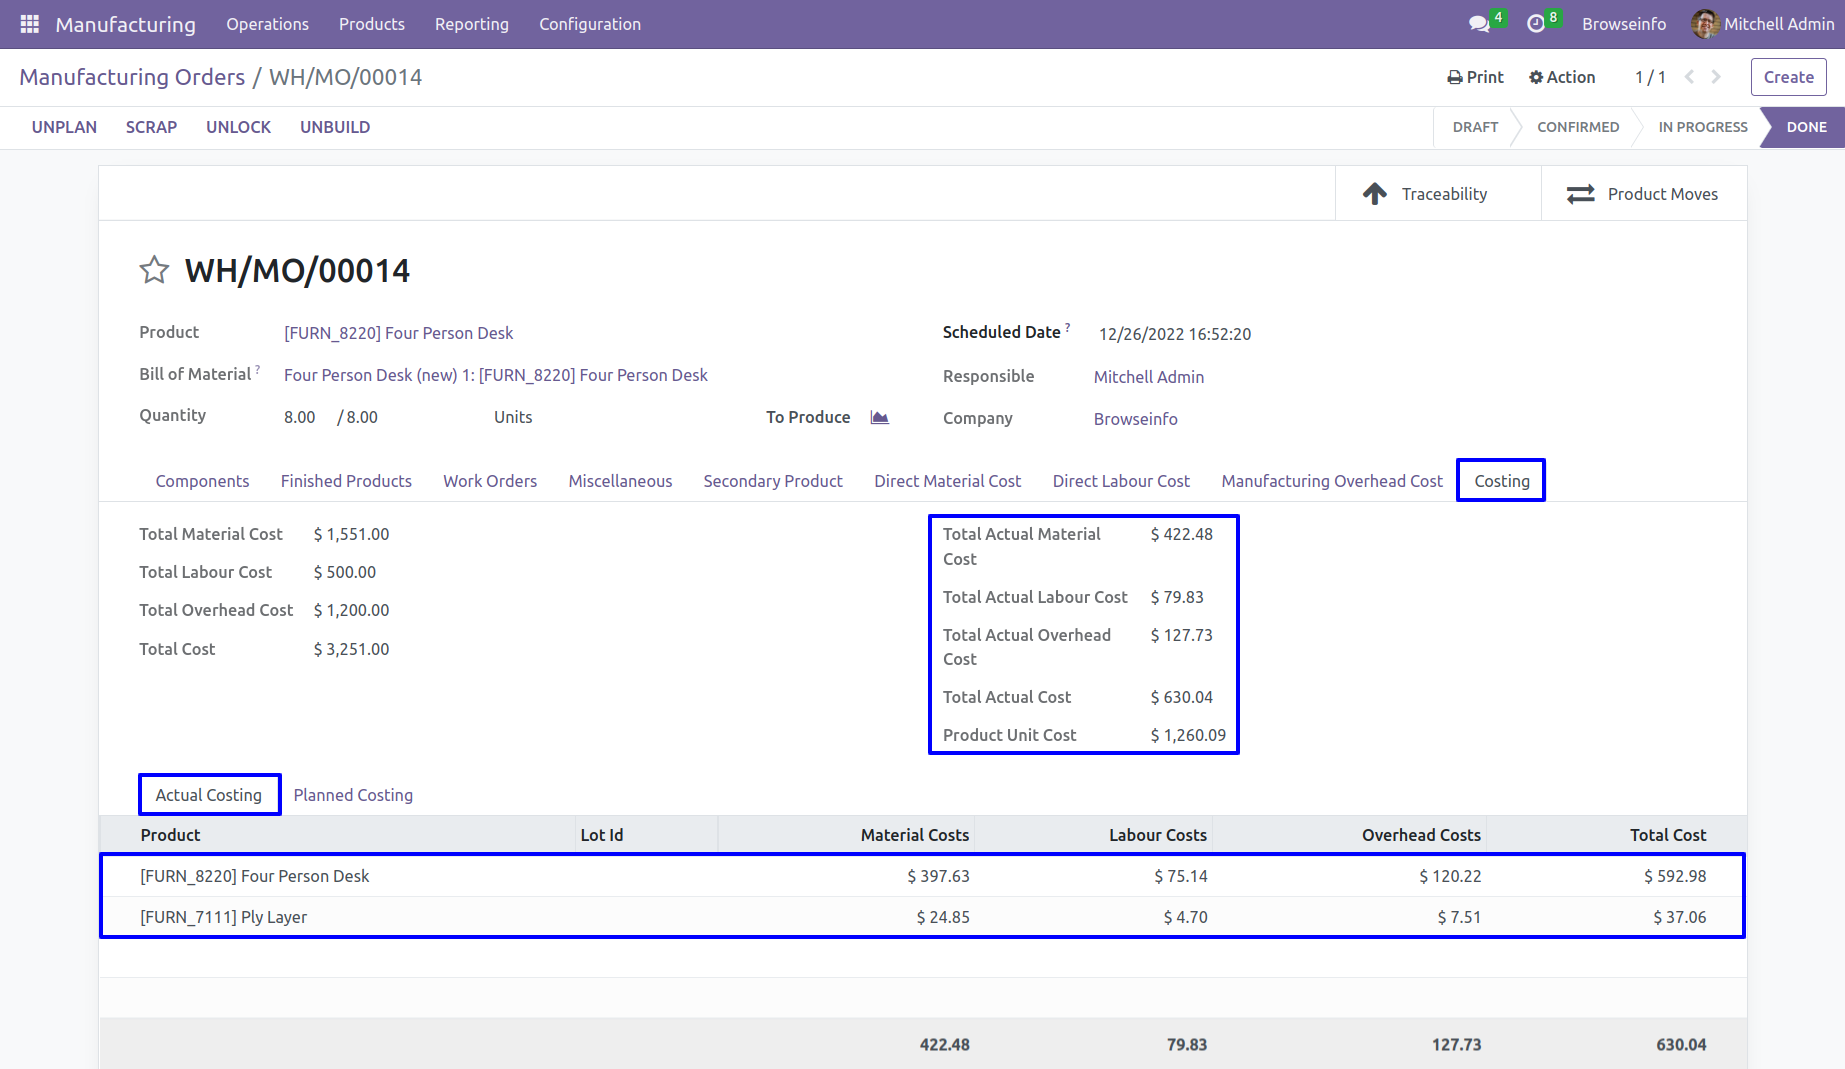 Manufacturing Operations Products Reporting Configuration 4 8 Browseinfo Mitchell Admin
Manufacturing Orders / WH/MO/00014 Print Action 1 / 1 Create
UNPLAN SCRAP UNLOCK UNBUILD DRAFT CONFIRMED IN PROGRESS DONE
Traceability Product Moves
WH/MO/00014
Product [FURN_8220] Four Person Desk Scheduled Date ? 12/26/2022 16:52:20
Bill of Material ? Four Person Desk (new) 1: [FURN_8220] Four Person Desk Responsible Mitchell Admin
Quantity 8.00 / 8.00 Units To Produce Company Browseinfo
Components Finished Products Work Orders Miscellaneous Secondary Product Direct Material Cost Direct Labour Cost Manufacturing Overhead Cost Costing
Total Material Cost $ 1,551.00
Total Labour Cost $ 500.00
Total Overhead Cost $ 1,200.00
Total Cost $ 3,251.00
Total Actual Material $ 422.48
Cost
Total Actual Labour Cost $ 79.83
Total Actual Overhead $ 127.73
Cost
Total Actual Cost $ 630.04
Product Unit Cost $ 1,260.09
Actual Costing Planned Costing
Product Lot Id Material Costs Labour Costs Overhead Costs Total Cost
[FURN_8220] Four Person Desk $ 397.63 $ 75.14 $ 120.22 $ 592.98
[FURN_7111] Ply Layer $ 24.85 $ 4.70 $ 7.51 $ 37.06
422.48 79.83 127.73 630.04